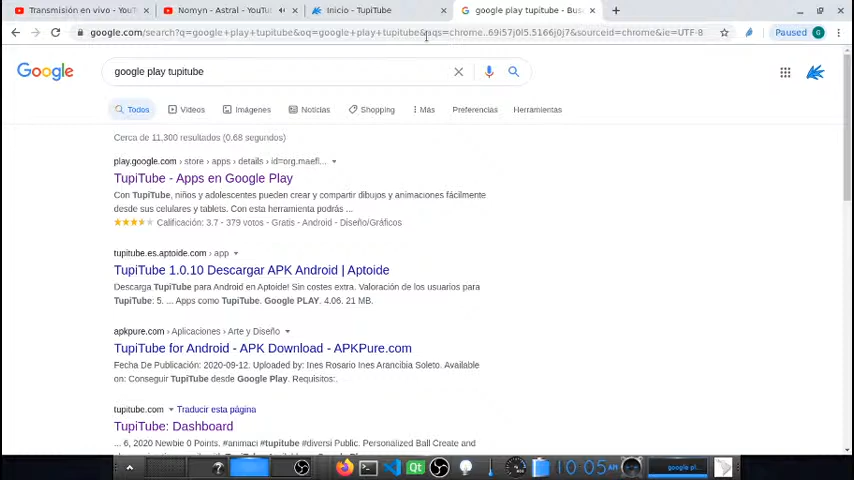 Transmisión en vivo - YouT
Nomyn - Astral - YouTu
Inicio - TupiTube
google play tupitube - Bus
google.com/search?q=google+play+tupitube&oq=google+play+tupitube&aqs=chrome..69i57j0l5.5166j0j7&sourceid=chrome&ie=UTF-8
Paused
Google
google play tupitube
Todos
Videos
Imágenes
Noticias
Shopping
Más
Preferencias
Herramientas
Cerca de 11,300 resultados (0.68 segundos)
play.google.com › store › apps › details › id=org.maefl...
TupiTube - Apps en Google Play
Con TupiTube, niños y adolescentes pueden crear y compartir dibujos y animaciones fácilmente
desde sus celulares y tablets. Con esta herramienta podrás ...
Calificación: 3.7 - 379 votos - Gratis - Android - Diseño/Gráficos
tupitube.es.aptoide.com › app
TupiTube 1.0.10 Descargar APK Android | Aptoide
Descarga TupiTube para Android en Aptoide! Sin costes extra. Valoración de los usuarios para
TupiTube: 5. ... Apps como TupiTube. Google PLAY. 4.06. 21 MB.
apkpure.com › Aplicaciones › Arte y Diseño
TupiTube for Android - APK Download - APKPure.com
Fecha De Publicación: 2020-09-12. Uploaded by: Ines Rosario Ines Arancibia Soleto. Available
on: Conseguir TupiTube desde Google Play. Requisitos:.
tupitube.com
Traducir esta página
TupiTube: Dashboard
... 6, 2020 Newbie 0 Points. #animaci #tupitube #diversi Public. Personalized Ball Create and
Qt
10:05 AM
google pl...